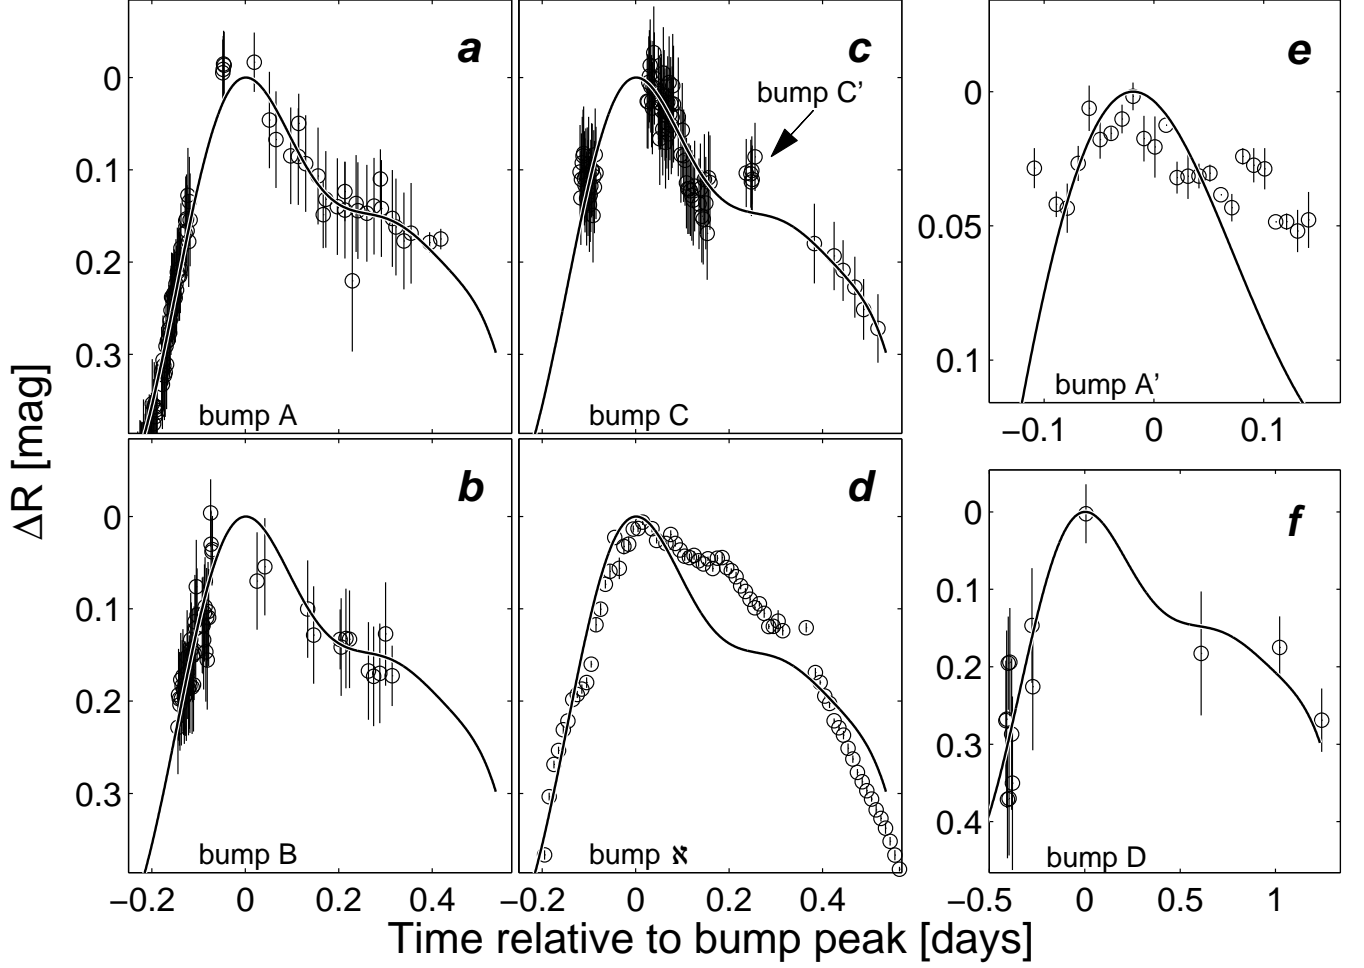 a
c
e
bump C'
0
0.1
0.2
0.3
bump A
bump C
0
0.05
0.1
bump A'
−0.1
0
0.1
ΔR [mag]
b
d
f
0
0.1
0.2
0.3
bump B
bump ℵ
0
0.1
0.2
0.3
0.4
bump D
−0.2
0
0.2
0.4
−0.2
0
0.2
0.4
−0.5
0
0.5
1
Time relative to bump peak [days]